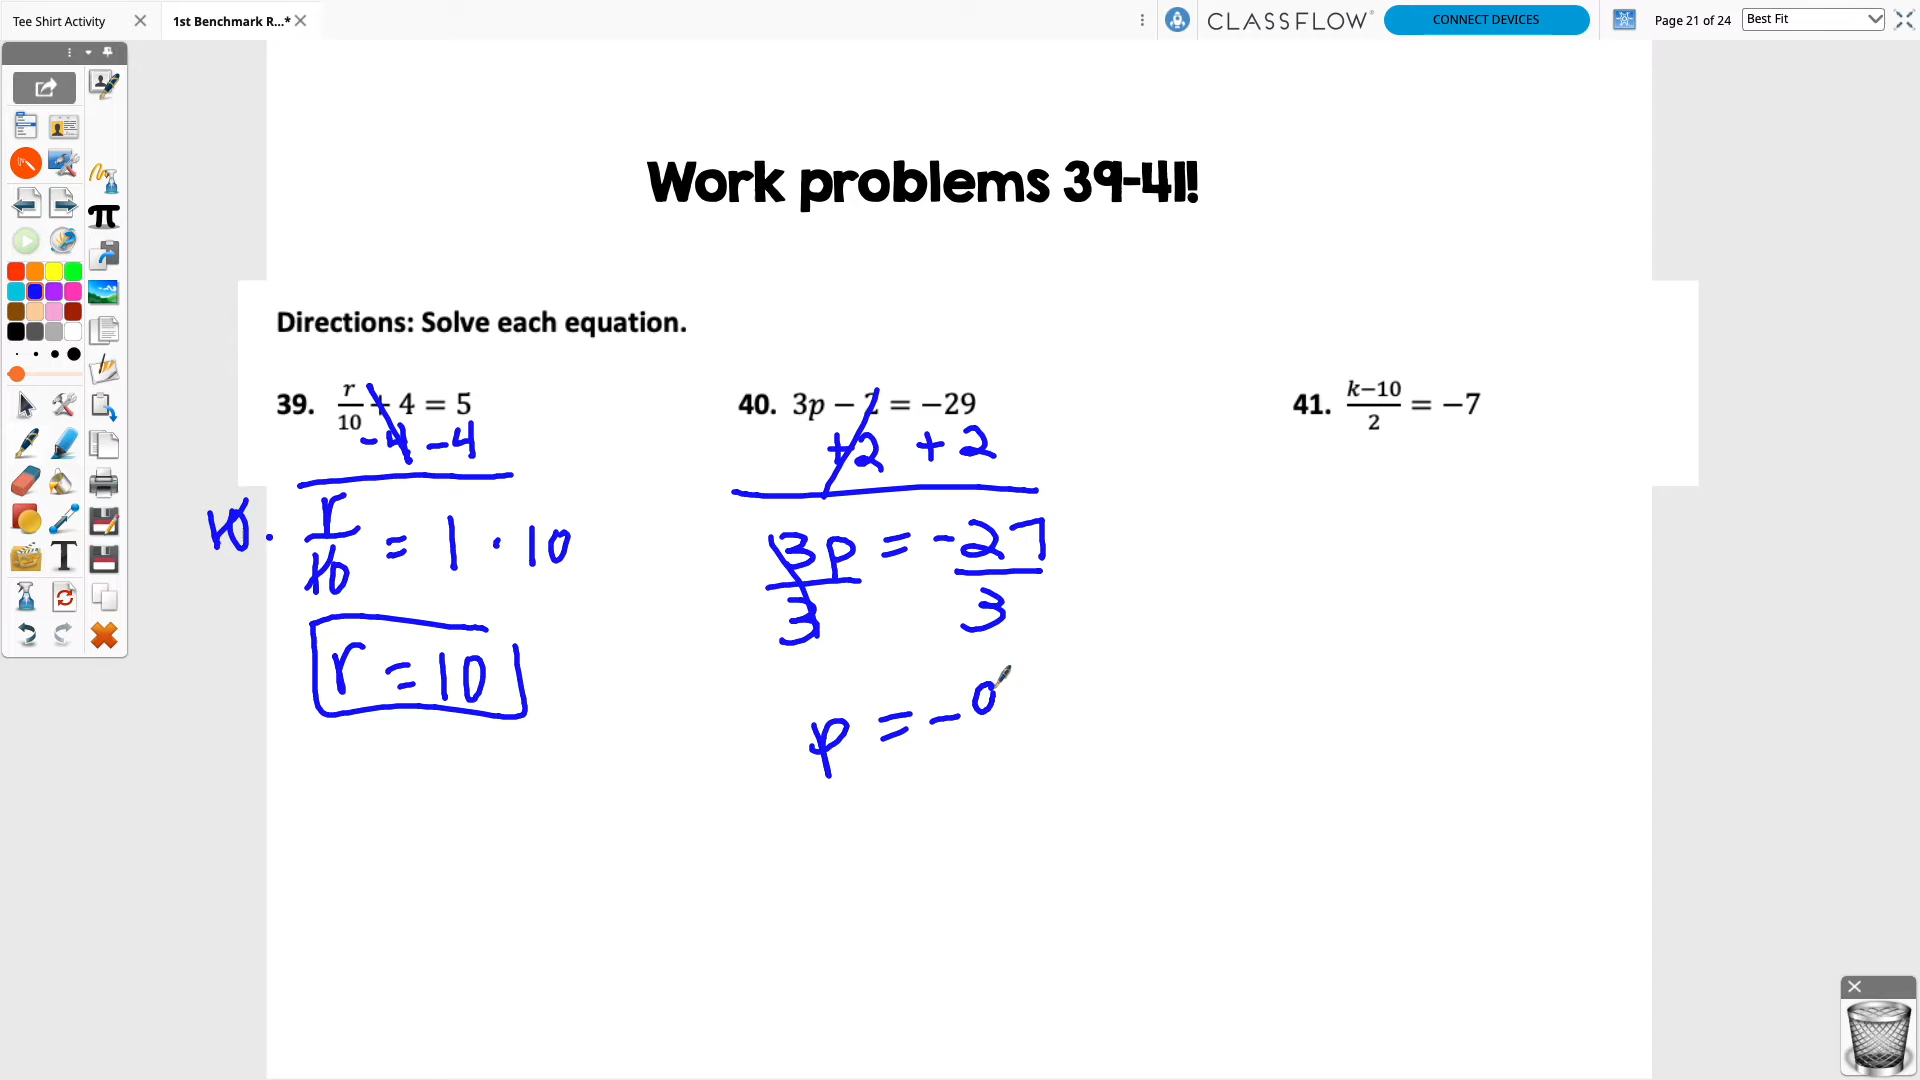 Tee Shirt Activity
1st Benchmark R...*
CLASSFLOW
CONNECT DEVICES
Page 21 of 24
Best Fit
Work problems 39-41!
Directions: Solve each equation.
39. r/10 + 4 = 5
-4 -4
10 · r/10 = 1 · 10
r = 10
40. 3p − 2 = −29
+2 +2
3p/3 = -27/3
p = -
41. k−10/2 = −7
π
T